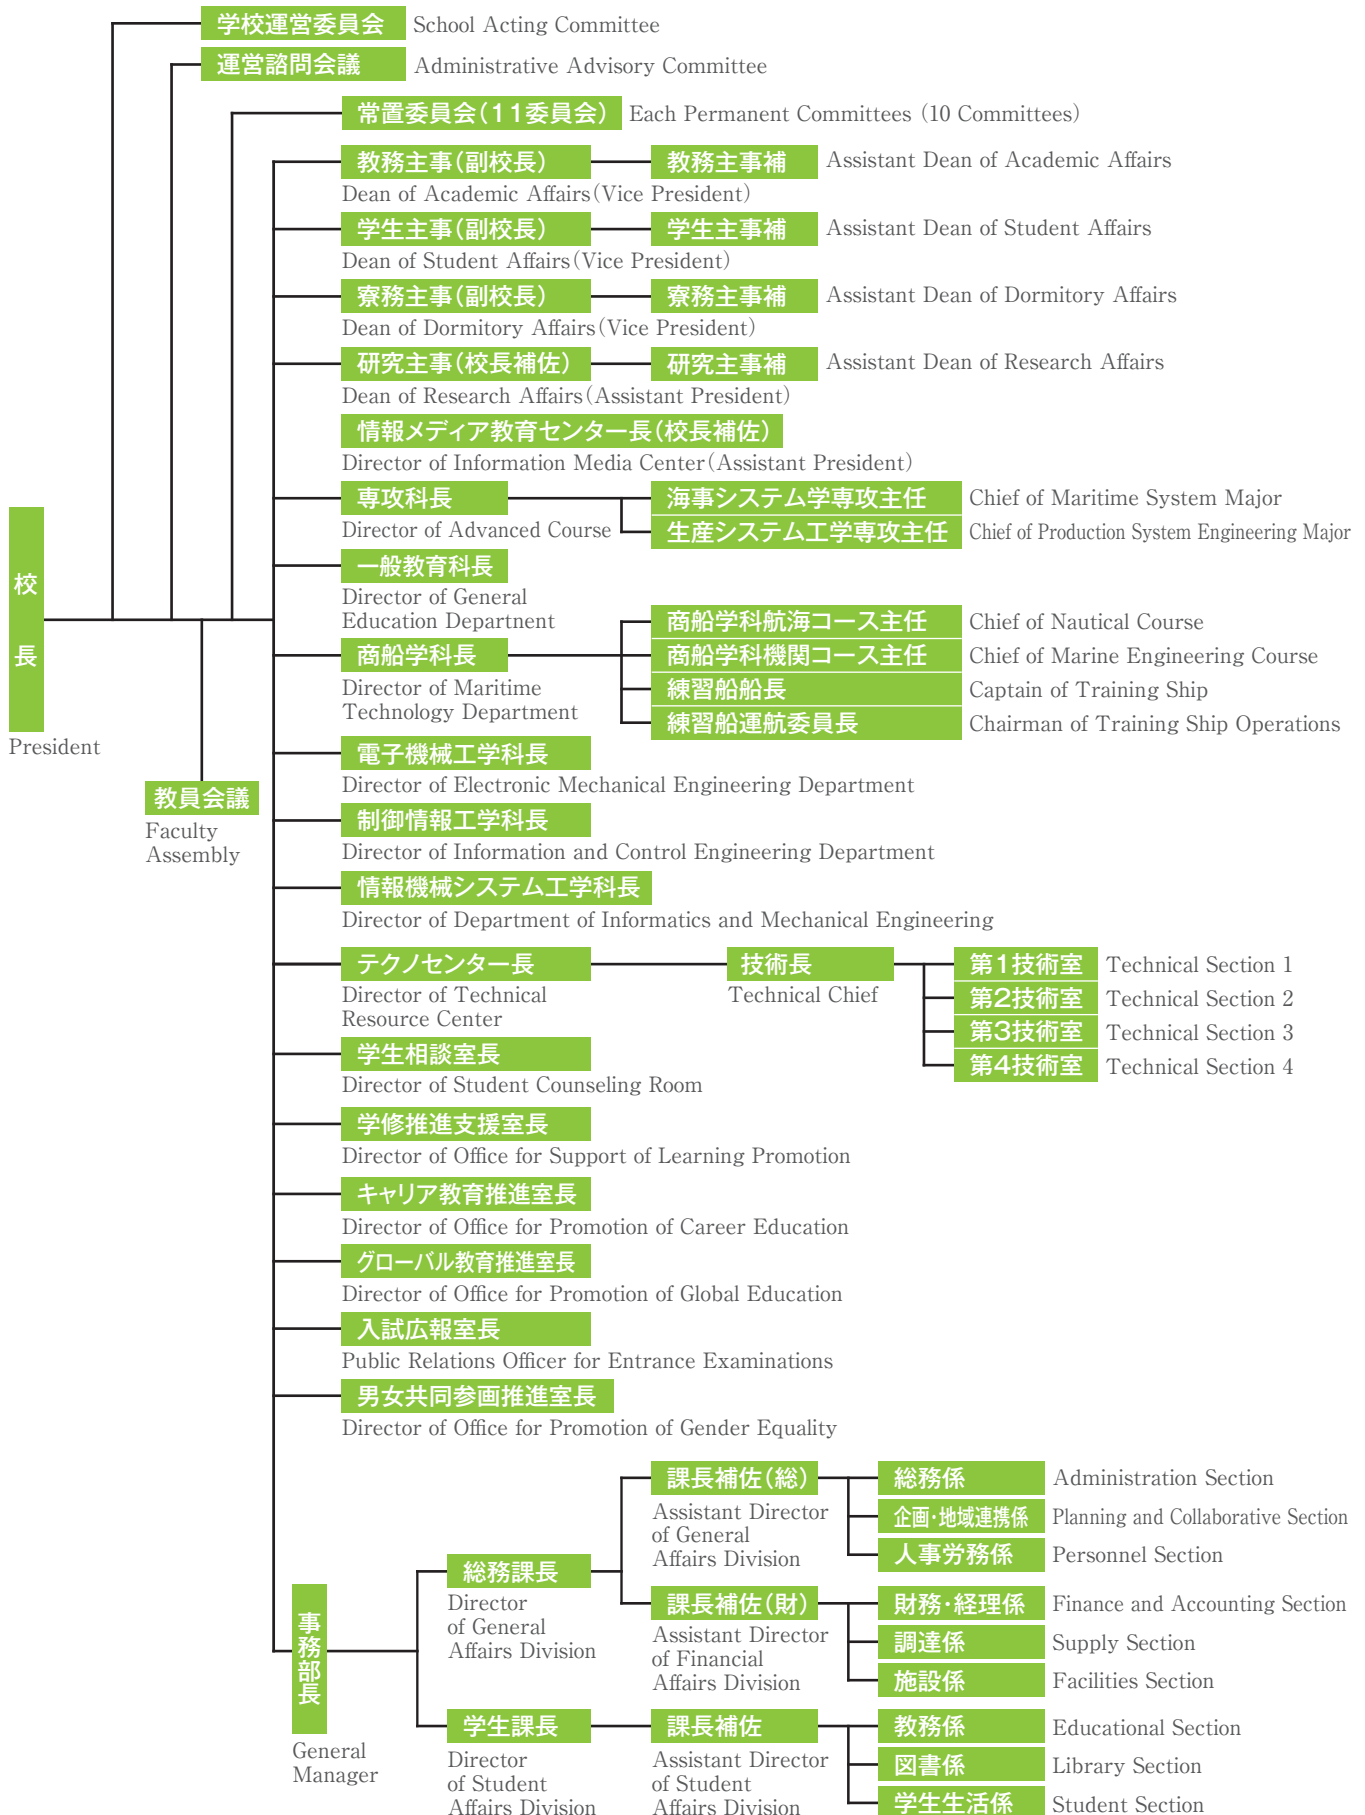 学校運営委員会 School Acting Committee
運営諮問会議 Administrative Advisory Committee
常置委員会(11委員会) Each Permanent Committees (10 Committees)
教務主事(副校長) 教務主事補 Assistant Dean of Academic Affairs
Dean of Academic Affairs(Vice President)
学生主事(副校長) 学生主事補 Assistant Dean of Student Affairs
Dean of Student Affairs(Vice President)
寮務主事(副校長) 寮務主事補 Assistant Dean of Dormitory Affairs
Dean of Dormitory Affairs(Vice President)
研究主事(校長補佐) 研究主事補 Assistant Dean of Research Affairs
Dean of Research Affairs(Assistant President)
情報メディア教育センター長(校長補佐)
Director of Information Media Center(Assistant President)
専攻科長 海事システム学専攻主任 Chief of Maritime System Major
Director of Advanced Course 生産システム工学専攻主任 Chief of Production System Engineering Major
一般教育科長
Director of General
Education Departnent
校長
President
商船学科航海コース主任 Chief of Nautical Course
商船学科長 商船学科機関コース主任 Chief of Marine Engineering Course
Director of Maritime 練習船船長 Captain of Training Ship
Technology Department 練習船運航委員長 Chairman of Training Ship Operations
電子機械工学科長
Director of Electronic Mechanical Engineering Department
教員会議
Faculty
Assembly
制御情報工学科長
Director of Information and Control Engineering Department
情報機械システム工学科長
Director of Department of Informatics and Mechanical Engineering
テクノセンター長 技術長 第1技術室 Technical Section 1
Director of Technical Technical Chief 第2技術室 Technical Section 2
Resource Center 第3技術室 Technical Section 3
学生相談室長 第4技術室 Technical Section 4
Director of Student Counseling Room
学修推進支援室長
Director of Office for Support of Learning Promotion
キャリア教育推進室長
Director of Office for Promotion of Career Education
グローバル教育推進室長
Director of Office for Promotion of Global Education
入試広報室長
Public Relations Officer for Entrance Examinations
男女共同参画推進室長
Director of Office for Promotion of Gender Equality
課長補佐(総) 総務係 Administration Section
Assistant Director 企画・地域連携係 Planning and Collaborative Section
of General
Affairs Division 人事労務係 Personnel Section
総務課長
Director
of General
Affairs Division
課長補佐(財) 財務・経理係 Finance and Accounting Section
Assistant Director 調達係 Supply Section
of Financial
Affairs Division 施設係 Facilities Section
事務部長
General
Manager
学生課長 課長補佐 教務係 Educational Section
Director Assistant Director 図書係 Library Section
of Student of Student
Affairs Division Affairs Division 学生生活係 Student Section